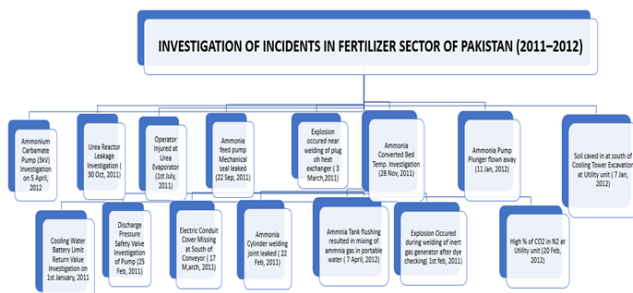 INVESTIGATION OF INCIDENTS IN FERTILIZER SECTOR OF PAKISTAN (2011–2012)
Ammonium
Carbamate
Pump (3kV)
Investigation
on 5 April,
2012
Urea Reactor
Leakage
Investigation (
30 Oct, 2011)
Operator
Injured at
Urea
Evaporator
(1st July,
2011)
Ammonia
feed pump
Mechanical
seal leaked
(22 Sep, 2011)
Explosion
occured near
welding of plug
oh heat
exchanger ( 3
March,2011)
Ammonia
Converted Bed
Temp. Investigation
(28 Nov, 2011)
Ammonia Pump
Plunger flown away
(11 Jan, 2012)
Soil caved in at south of
Cooling Tower Excavation
at Utility unit ( 7 Jan,
2012)
Cooling Water
Battery Limit
Return Value
Investigation on
1st January, 2011
Discharge
Pressure
Safety Valve
Investigation
of Pump (25
Feb, 2011)
Electric Conduit
Cover Missing
at South of
Conveyor ( 17
M,arch, 2011)
Ammonia
Cylinder welding
joint leaked ( 22
Feb, 2011)
Ammnia Tank flushing
resulted in mixing of
amnnia gas in portable
water ( 7 April, 2012)
Explosion Occured
during welding of inert
gas generator after dye
checking( 1st feb, 2011)
High % of CO2 in N2 at
Utility unit (20 Feb, 2012)